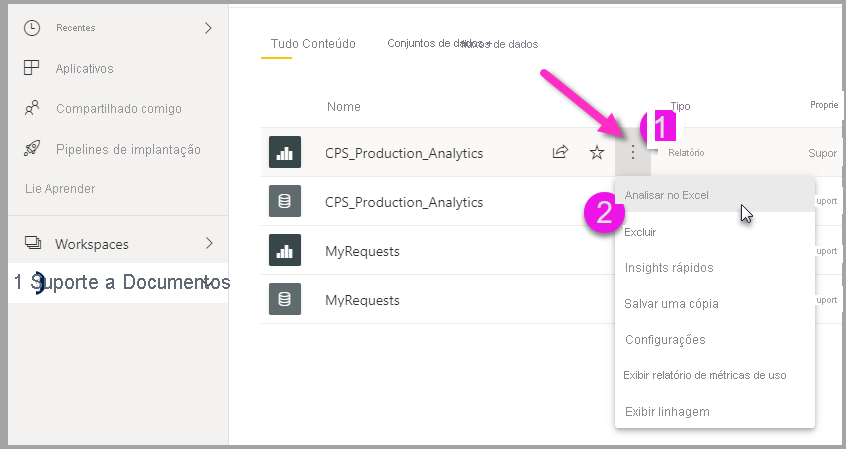 Recentes
Aplicativos
Compartilhado comigo
Pipelines de implantação
Lie Aprender
Workspaces
1 Suporte a Documentos
Tudo Conteúdo Conjuntos de dados + fluxos de dados
Nome Tipo Proprie
1
CPS_Production_Analytics Relatório Supor
CPS_Production_Analytics uport
MyRequests uport
MyRequests uport
2
Analisar no Excel
Excluir
Insights rápidos
Salvar uma cópia
Configurações
Exibir relatório de métricas de uso
Exibir linhagem